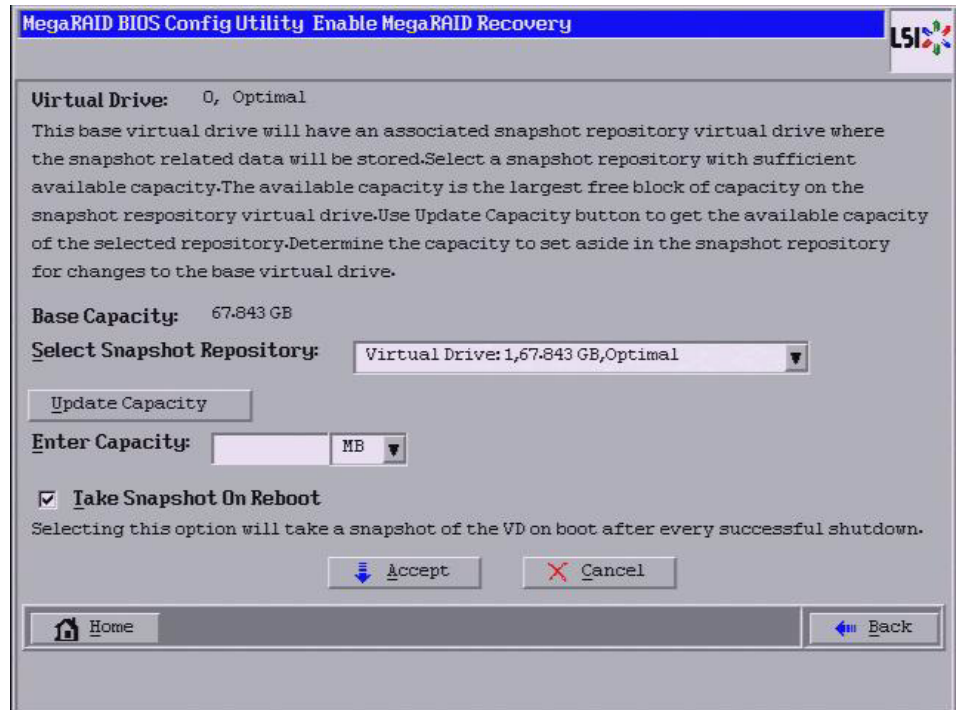 MegaRAID BIOS Config Utility Enable MegaRAID Recovery
LSI
Virtual Drive: 0, Optimal
This base virtual drive will have an associated snapshot repository virtual drive where
the snapshot related data will be stored.Select a snapshot repository with sufficient
available capacity.The available capacity is the largest free block of capacity on the
snapshot respository virtual drive.Use Update Capacity button to get the available capacity
of the selected repository.Determine the capacity to set aside in the snapshot repository
for changes to the base virtual drive.
Base Capacity: 67.843 GB
Select Snapshot Repository: Virtual Drive: 1,67.843 GB,Optimal
Update Capacity
Enter Capacity: MB
Take Snapshot On Reboot
Selecting this option will take a snapshot of the VD on boot after every successful shutdown.
Accept Cancel
Home Back